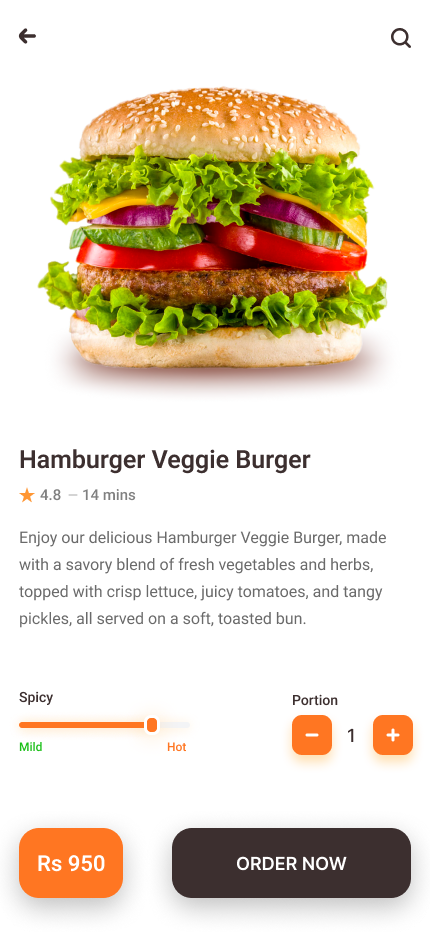 Hamburger Veggie Burger
4.8 — 14 mins
Enjoy our delicious Hamburger Veggie Burger, made
with a savory blend of fresh vegetables and herbs,
topped with crisp lettuce, juicy tomatoes, and tangy
pickles, all served on a soft, toasted bun.
Spicy
Portion
1
Mild
Hot
Rs 950
ORDER NOW